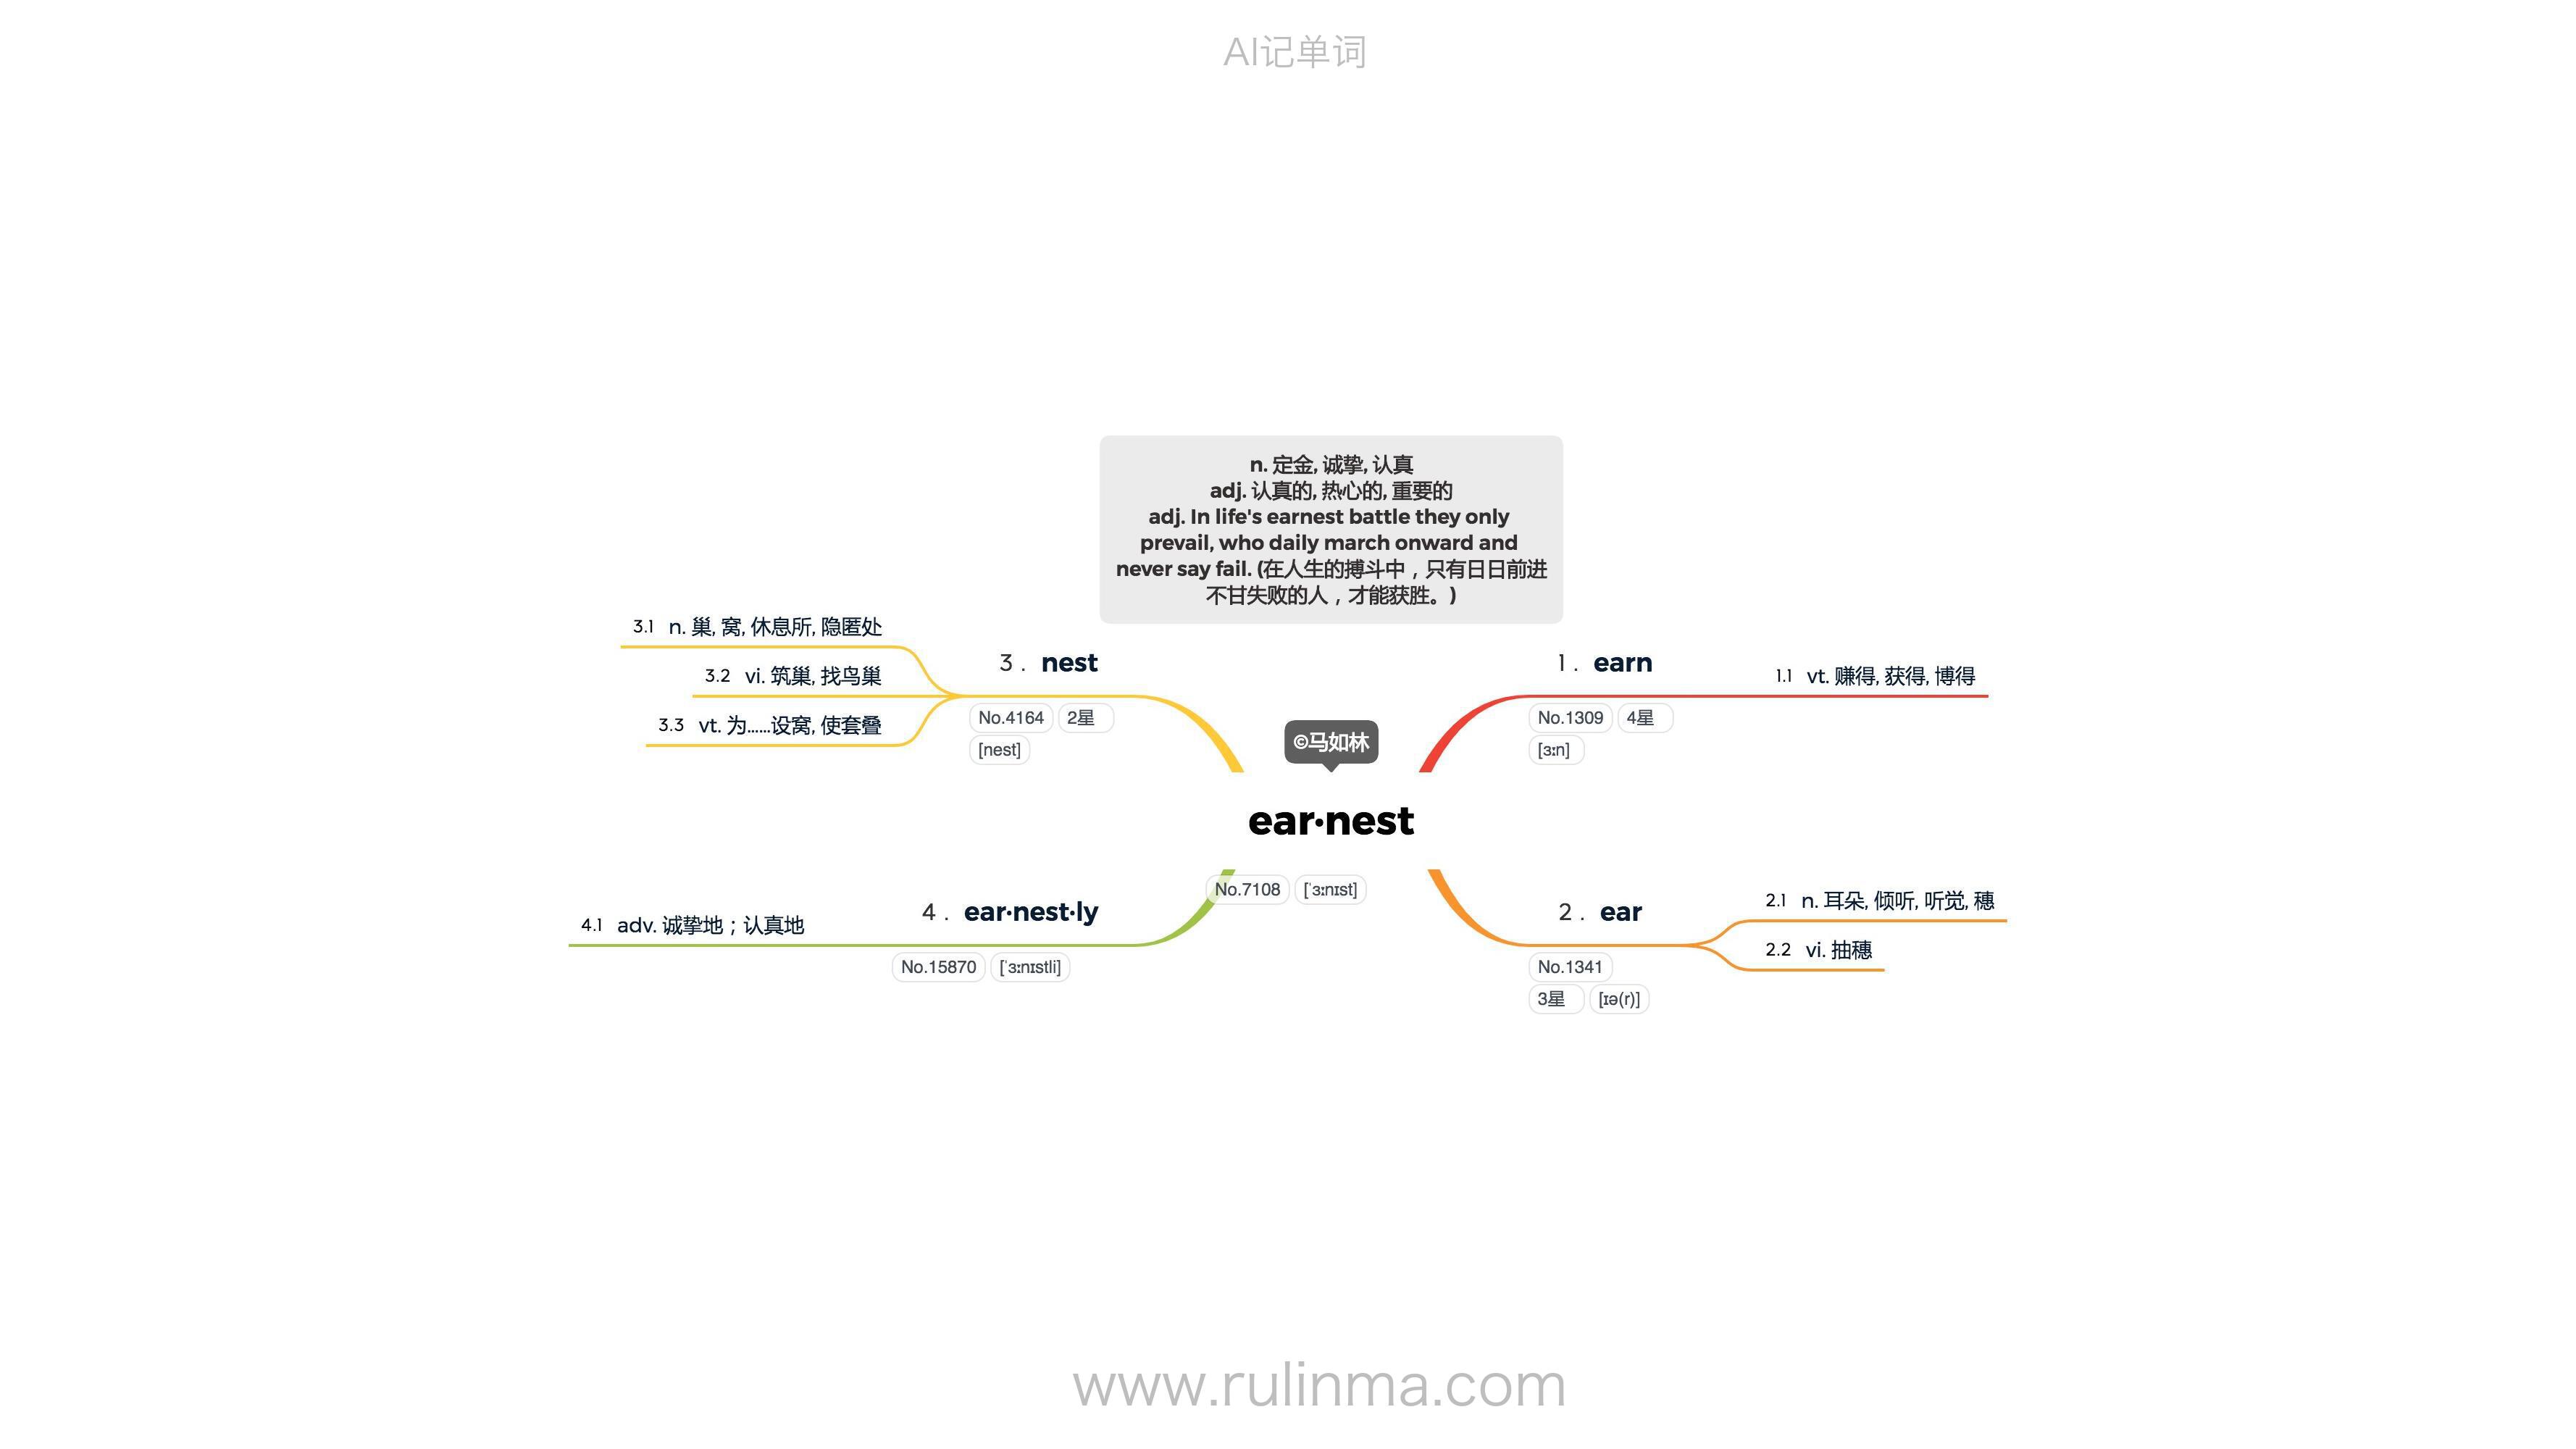 AI记单词
n. 定金, 诚挚, 认真
adj. 认真的, 热心的, 重要的
adj. In life's earnest battle they only
prevail, who daily march onward and
never say fail. (在人生的搏斗中，只有日日前进
不甘失败的人，才能获胜。)
©马如林
ear·nest
No.7108 [ˈɜːnɪst]
1. earn
No.1309 4星
[ɜːn]
1.1 vt. 赚得, 获得, 博得
2. ear
No.1341
3星 [ɪə(r)]
2.1 n. 耳朵, 倾听, 听觉, 穗
2.2 vi. 抽穗
3. nest
No.4164 2星
[nest]
3.1 n. 巢, 窝, 休息所, 隐匿处
3.2 vi. 筑巢, 找鸟巢
3.3 vt. 为……设窝, 使套叠
4. ear·nest·ly
No.15870 [ˈɜːnɪstli]
4.1 adv. 诚挚地；认真地
www.rulinma.com